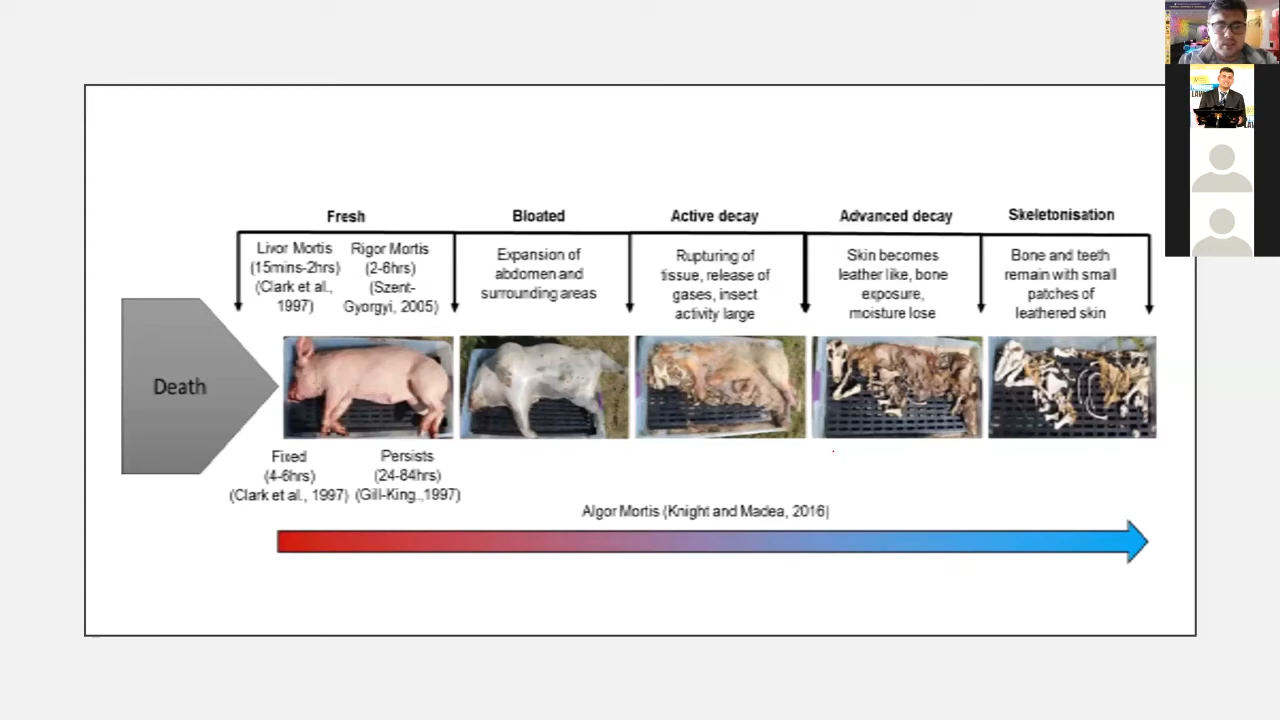 Fresh
Livor Mortis
(15mins-2hrs)
(Clark et al.,
1997)
Rigor Mortis
(2-6hrs)
(Szent-
Gyorgyi, 2005)
Bloated
Expansion of
abdomen and
surrounding areas
Active decay
Rupturing of
tissue, release of
gases, insect
activity large
Advanced decay
Skin becomes
leather like, bone
exposure,
moisture lose
Skeletonisation
Bone and teeth
remain with small
patches of
leathered skin
Death
Fixed
(4-6hrs)
(Clark et al., 1997)
Persists
(24-84hrs)
(Gill-King.,1997)
Algor Mortis (Knight and Madea, 2016)
LAW